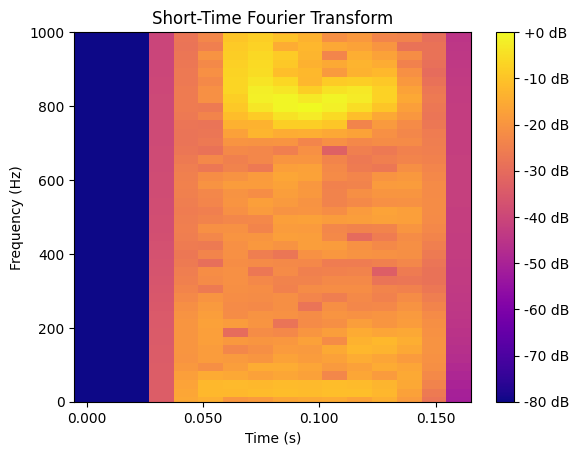 Short-Time Fourier Transform
1000
800
600
400
200
0
Frequency (Hz)
0.000
0.050
0.100
0.150
Time (s)
+0 dB
-10 dB
-20 dB
-30 dB
-40 dB
-50 dB
-60 dB
-70 dB
-80 dB